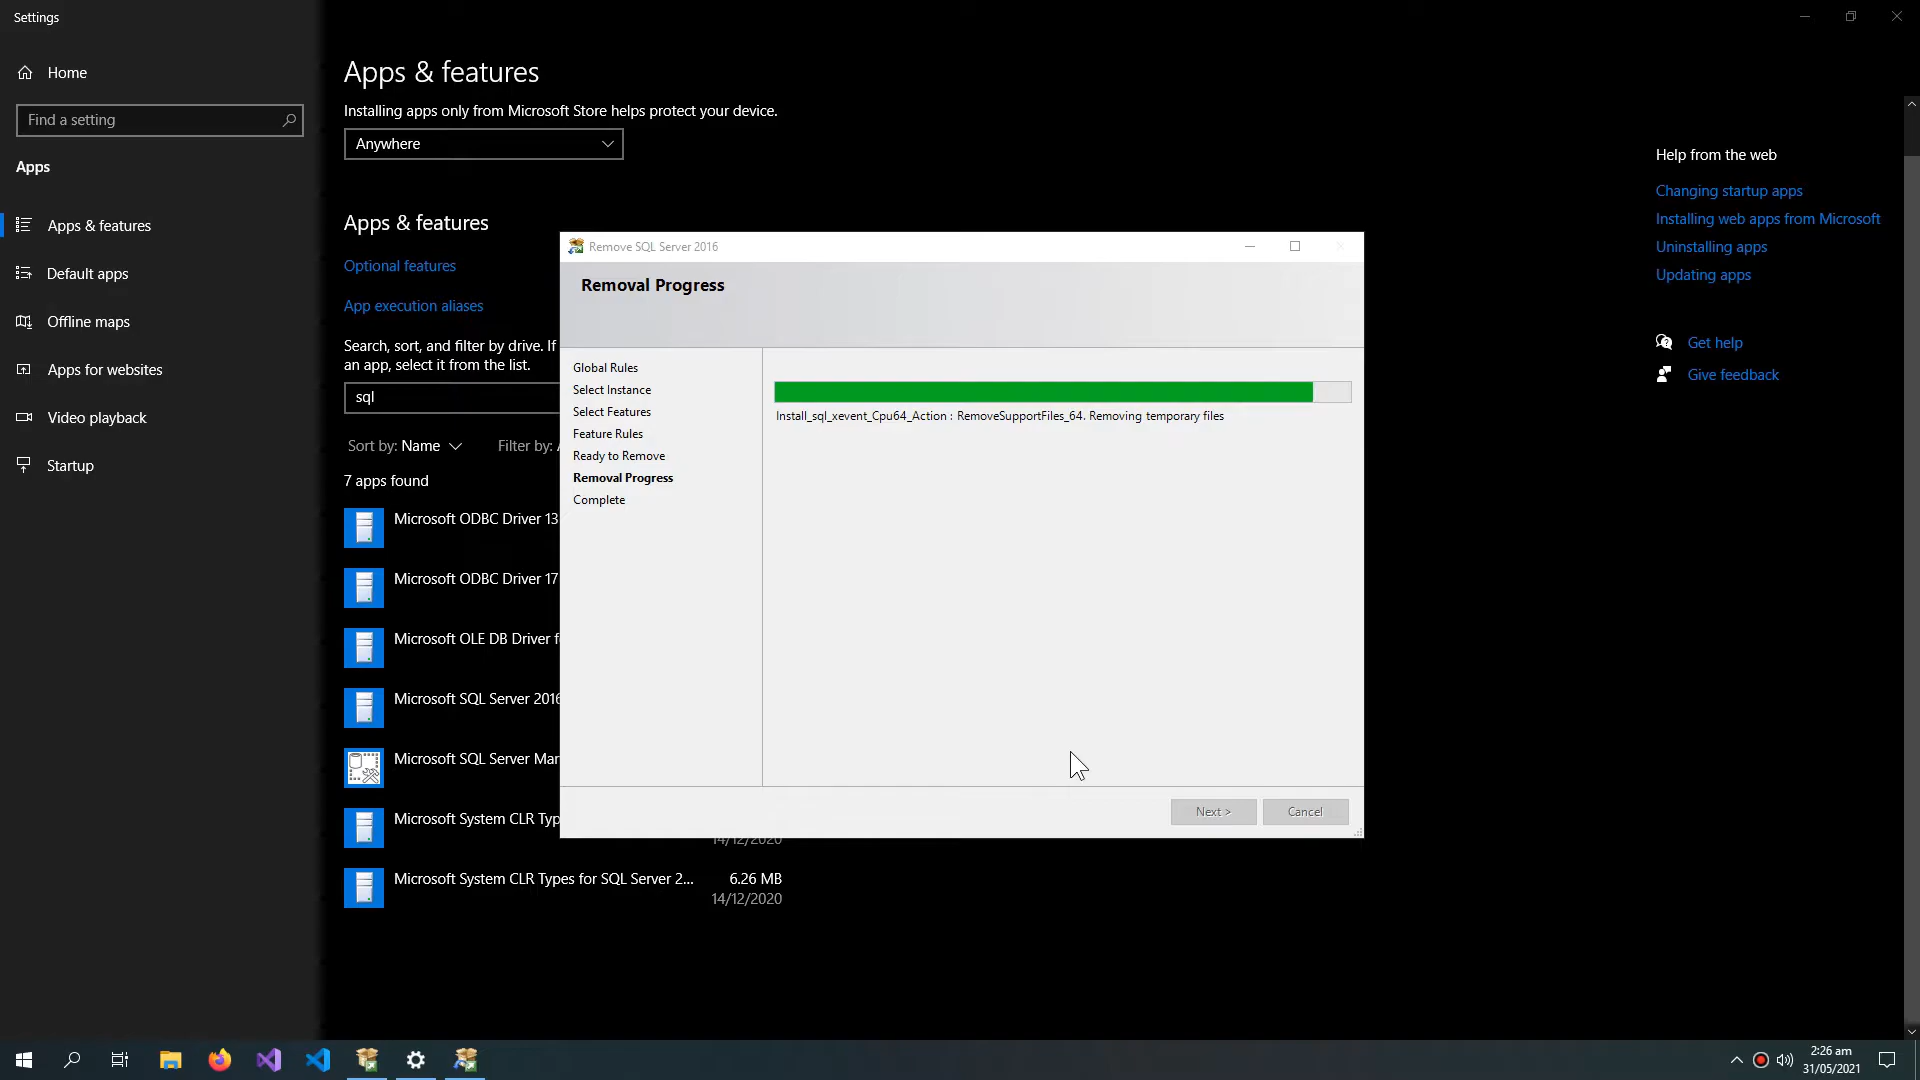 Settings
Home
Find a setting
Apps
Apps & features
Default apps
Offline maps
Apps for websites
Video playback
Startup
Apps & features
Installing apps only from Microsoft Store helps protect your device.
Anywhere
Apps & features
Optional features
App execution aliases
Search, sort, and filter by drive. If
an app, select it from the list.
sql
Sort by: Name
Filter by:
7 apps found
Microsoft ODBC Driver 13
Microsoft ODBC Driver 17
Microsoft OLE DB Driver
Microsoft SQL Server 2016
Microsoft SQL Server Man
Microsoft System CLR Typ
14/12/2020
Microsoft System CLR Types for SQL Server 2...
6.26 MB
14/12/2020
Remove SQL Server 2016
Removal Progress
Global Rules
Select Instance
Select Features
Feature Rules
Ready to Remove
Removal Progress
Complete
Install_sql_xevent_Cpu64_Action : RemoveSupportFiles_64. Removing temporary files
Next >
Cancel
Help from the web
Changing startup apps
Installing web apps from Microsoft
Uninstalling apps
Updating apps
Get help
Give feedback
2:26 am
31/05/2021